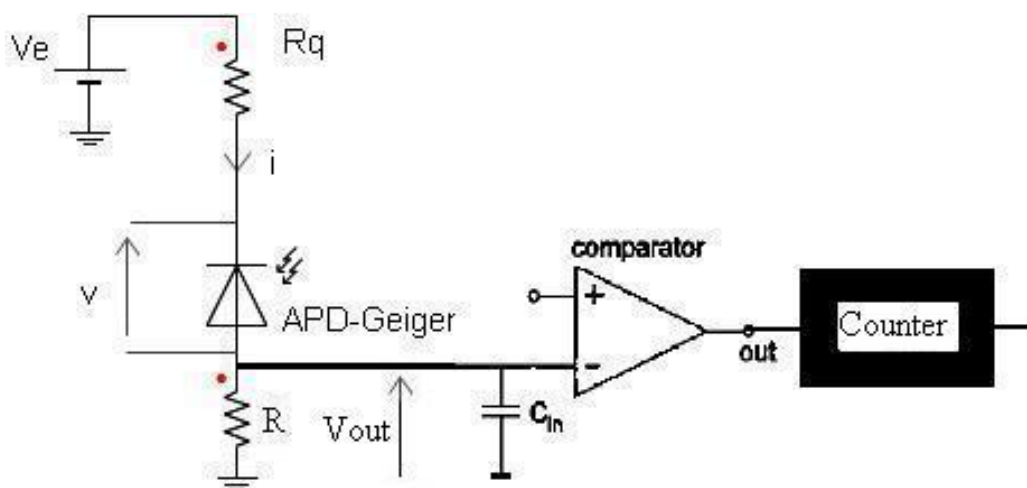 Ve
Rq
i
v
APD-Geiger
R
Vout
Cin
comparator
+
-
out
Counter